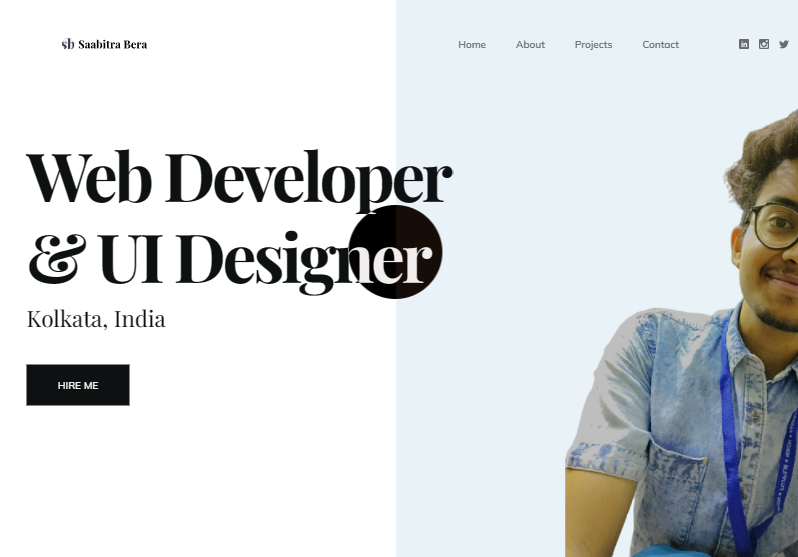 sb Saabitra Bera
Home About Projects Contact
Web Developer
& UI Designer
Kolkata, India
HIRE ME